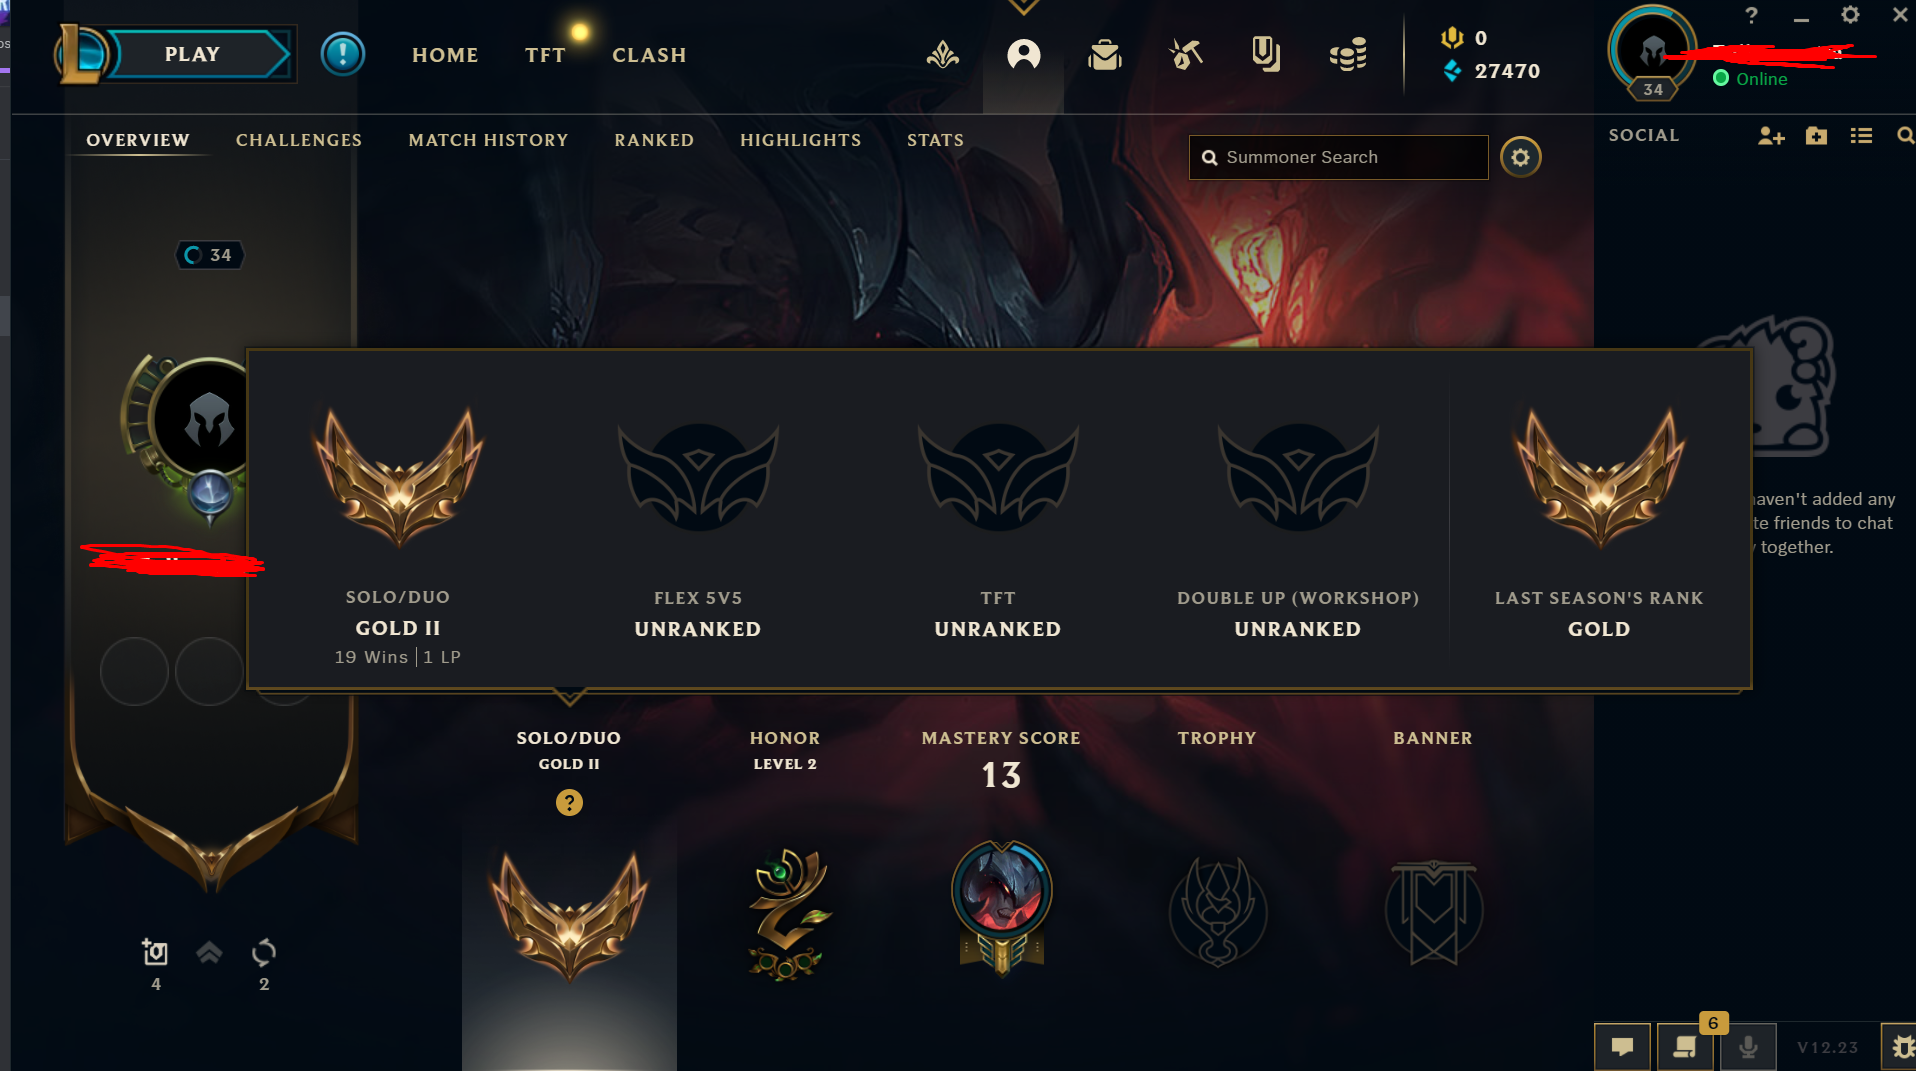 PLAY
HOME
TFT
CLASH
0
27470
34
Online
OVERVIEW
CHALLENGES
MATCH HISTORY
RANKED
HIGHLIGHTS
STATS
Summoner Search
SOCIAL
34
SOLO/DUO
GOLD II
19 Wins | 1 LP
FLEX 5V5
UNRANKED
TFT
UNRANKED
DOUBLE UP (WORKSHOP)
UNRANKED
LAST SEASON'S RANK
GOLD
haven't added any
te friends to chat
together.
SOLO/DUO
GOLD II
?
HONOR
LEVEL 2
MASTERY SCORE
13
TROPHY
BANNER
4
2
6
V12.23